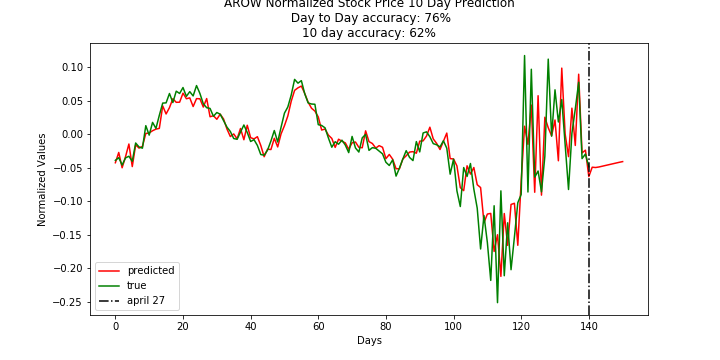 AROW Normalized Stock Price 10 Day Prediction
Day to Day accuracy: 76%
10 day accuracy: 62%
0.10
0.05
0.00
−0.05
−0.10
−0.15
−0.20
−0.25
Normalized Values
predicted
true
april 27
0 20 40 60 80 100 120 140
Days